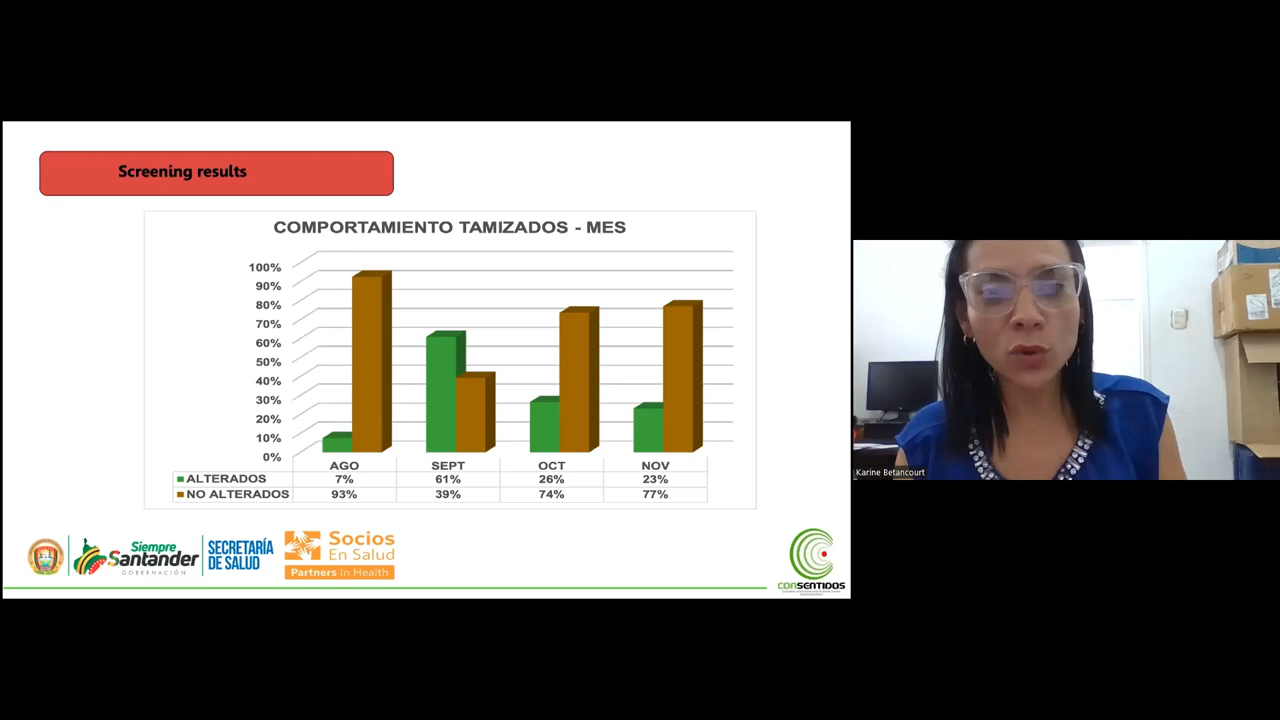 Screening results
COMPORTAMIENTO TAMIZADOS - MES
100%
90%
80%
70%
60%
50%
40%
30%
20%
10%
0%
AGO SEPT OCT NOV
ALTERADOS 7% 61% 26% 23%
NO ALTERADOS 93% 39% 74% 77%
Siempre
Santander
GOBERNACIÓN
SECRETARÍA
DE SALUD
Socios
En Salud
Partners In Health
CONSENTIDOS
Karine Betancourt